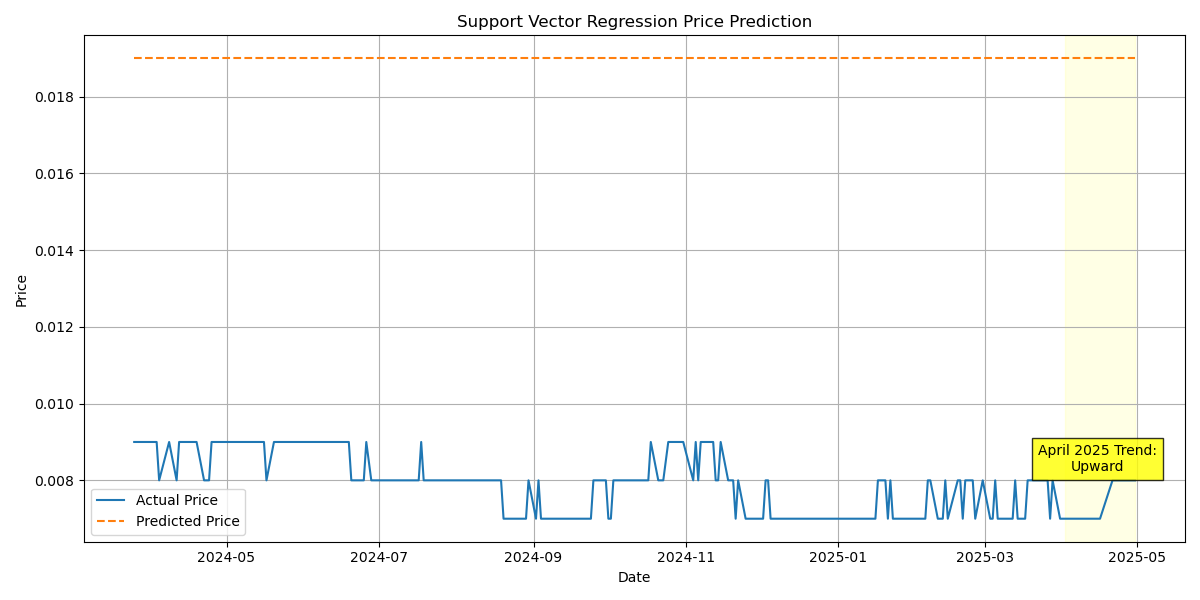 Support Vector Regression Price Prediction
Price
0.018
0.016
0.014
0.012
0.010
0.008
April 2025 Trend:
Upward
Actual Price
Predicted Price
2024-05
2024-07
2024-09
2024-11
2025-01
2025-03
2025-05
Date